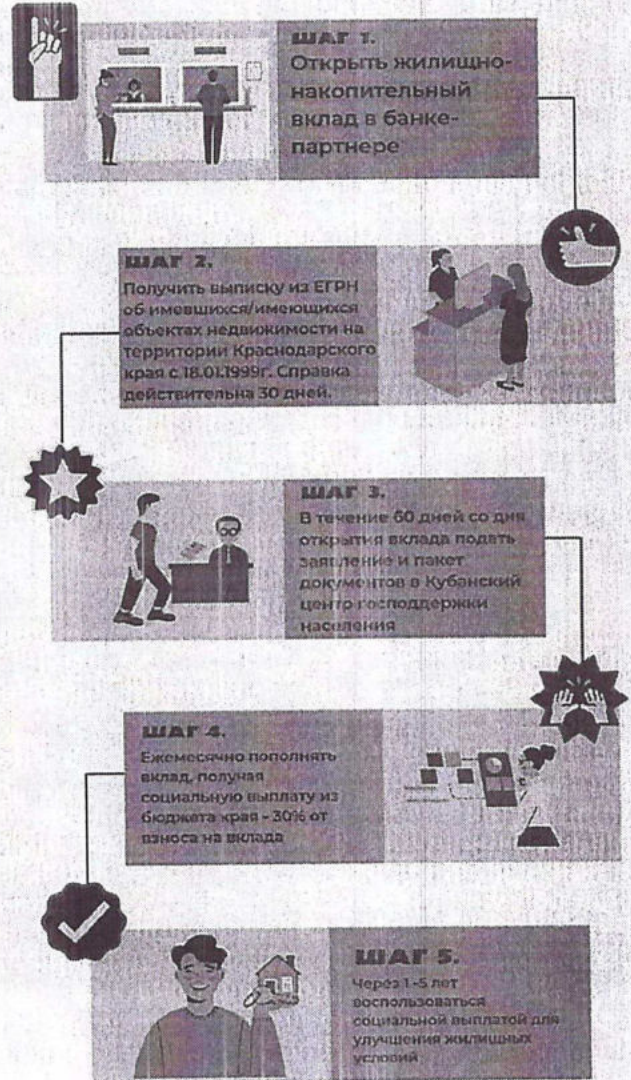 ШАГ 1.
Открыть жилищно-
накопительный
вклад в банке-
партнере
ШАГ 2.
Получить выписку из ЕГРН
об имевшихся/имеющихся
объектах недвижимости на
территории Краснодарского
края с 18.01.1999г. Справка
действительна 30 дней.
ШАГ 3.
В течение 60 дней со дня
открытия вклада подать
заявление и пакет
документов в Кубанский
центр господдержки
населения
ШАГ 4.
Ежемесячно пополнять
вклад, получая
социальную выплату из
бюджета края - 30% от
взноса на вклада
ШАГ 5.
Через 1 -5 лет
воспользоваться
социальной выплатой для
улучшения жилищных
условий